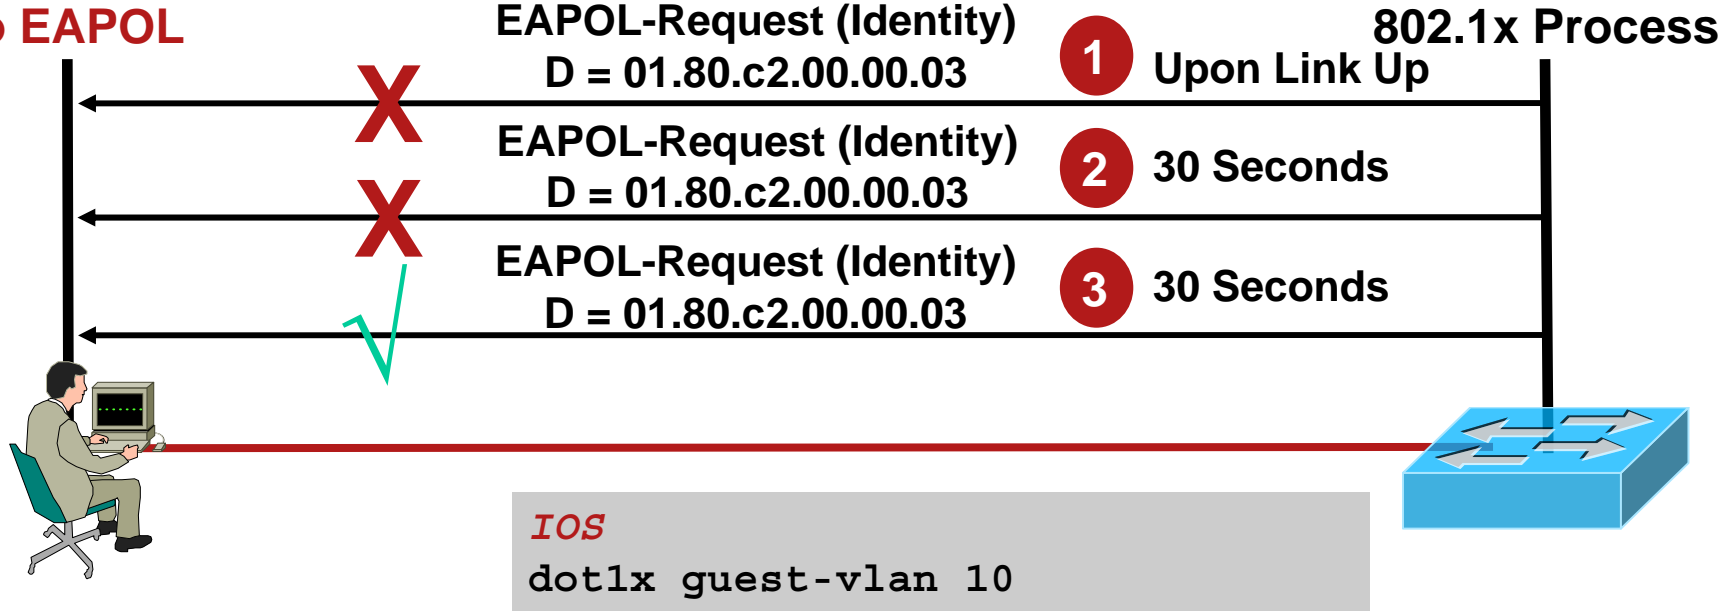 EAPOL
EAPOL-Request (Identity)
D = 01.80.c2.00.00.03
1
Upon Link Up
802.1x Process
X
EAPOL-Request (Identity)
D = 01.80.c2.00.00.03
2
30 Seconds
X
EAPOL-Request (Identity)
D = 01.80.c2.00.00.03
3
30 Seconds
IOS
dot1x guest-vlan 10